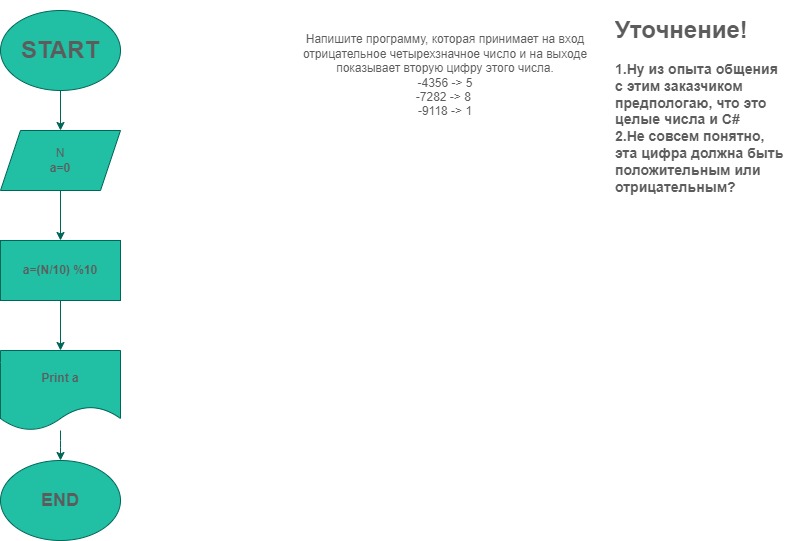 START
N
a=0
a=(N/10) %10
Print a
END
Напишите программу, которая принимает на вход
отрицательное четырехзначное число и на выходе
показывает вторую цифру этого числа.
-4356 -> 5
-7282 -> 8
-9118 -> 1
Уточнение!
1.Ну из опыта общения
с этим заказчиком
предпологаю, что это
целые числа и C#
2.Не совсем понятно,
эта цифра должна быть
положительным или
отрицательным?